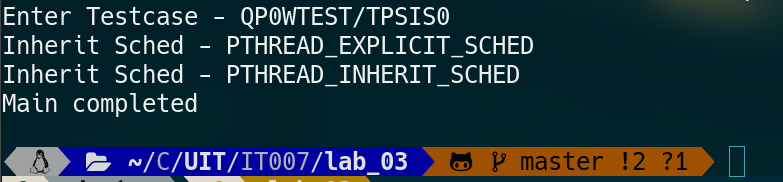 Enter Testcase - QP0WTEST/TPSIS0
Inherit Sched - PTHREAD_EXPLICIT_SCHED
Inherit Sched - PTHREAD_INHERIT_SCHED
Main completed
~/C/UIT/IT007/lab_03 master !2 ?1